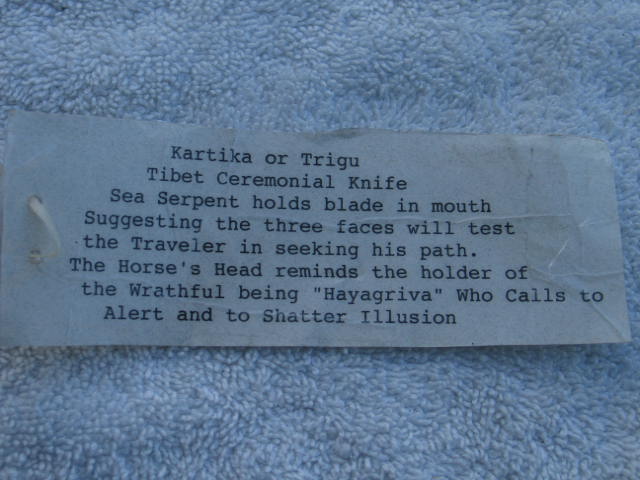 Kartika or Trigu
Tibet Ceremonial Knife
Sea Serpent holds blade in mouth
Suggesting the three faces will test
the Traveler in seeking his path.
The Horse's Head reminds the holder of
the Wrathful being "Hayagriva" Who Calls to
Alert and to Shatter Illusion